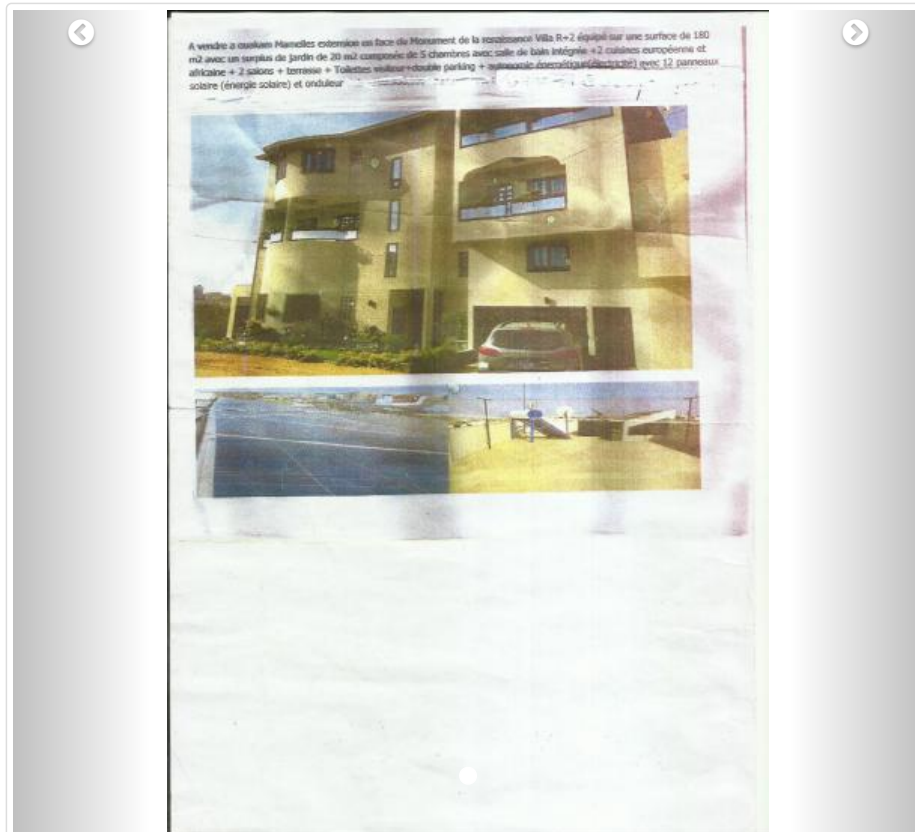 A vendre a ouakam Mamelles extension en face de Monument de la renaissance Villa R+2 équipé sur une surface de 180
m2 avec un surplus de jardin de 20 m2 composée de 5 chambres avec salle de bain intégrée +2 cuisines européenne et
africaine + 2 salons + terrasse + Toilettes visiteur+double parking + autonomie énergétique(électricité) avec 12 panneaux
solaire (énergie solaire) et onduleur